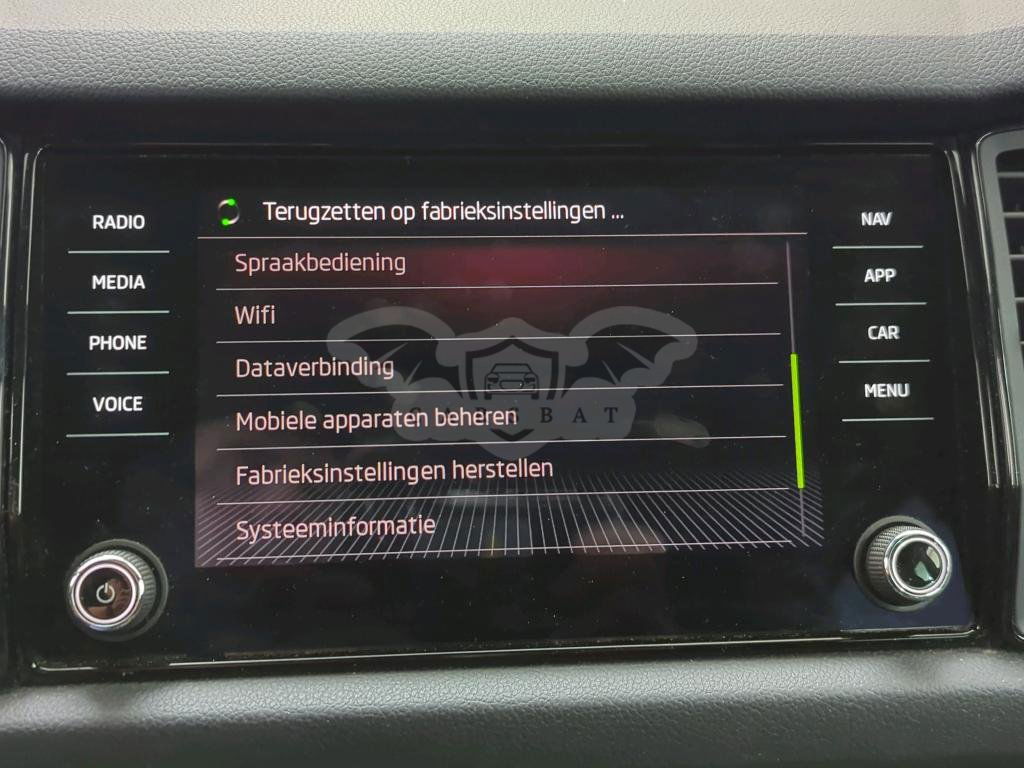 RADIO
MEDIA
PHONE
VOICE
Terugzetten op fabrieksinstellingen ...
Spraakbediening
Wifi
Dataverbinding
Mobiele apparaten beheren
Fabrieksinstellingen herstellen
Systeeminformatie
CARSBAT
NAV
APP
CAR
MENU